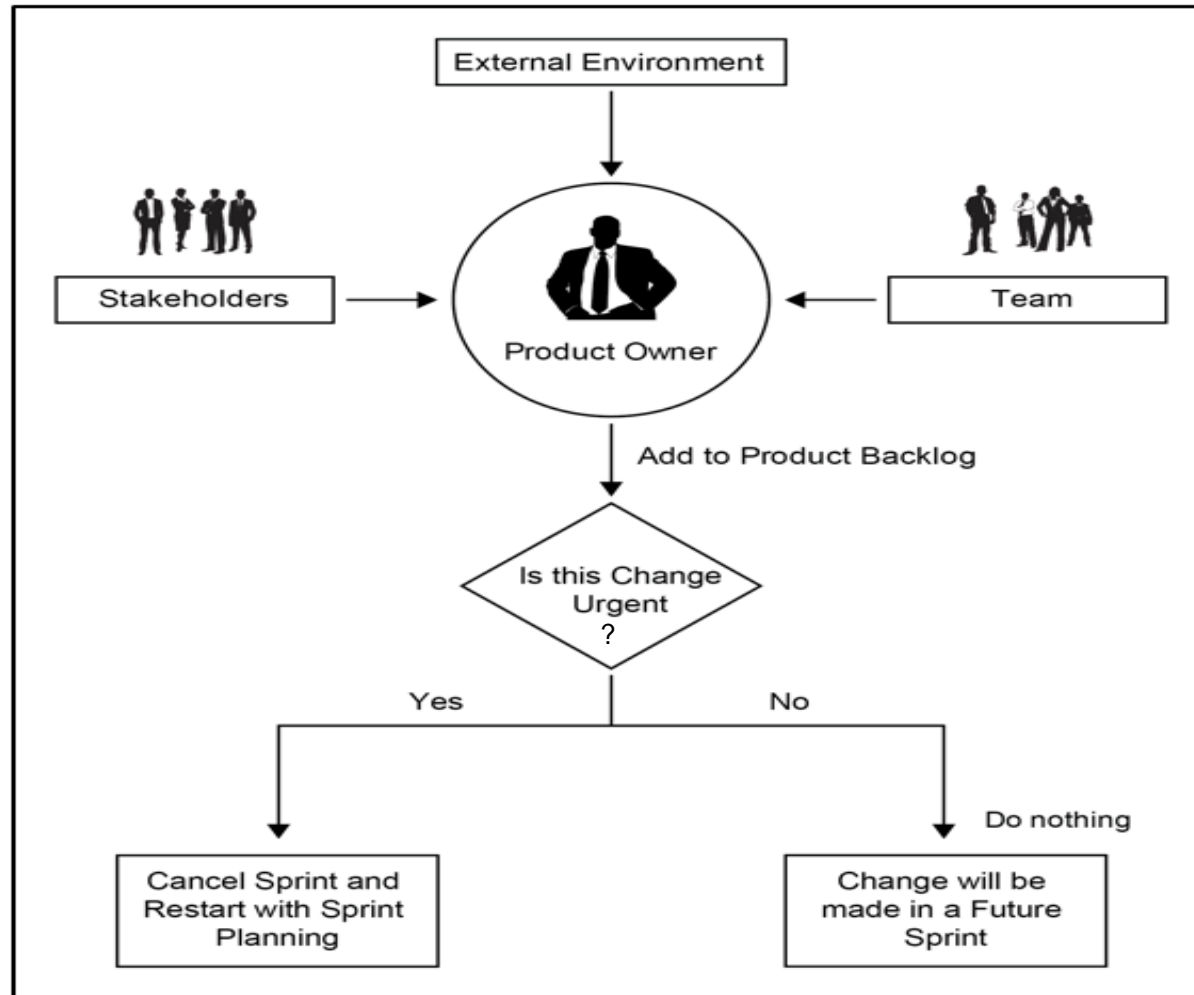 External Environment
Stakeholders
Team
Product Owner
Add to Product Backlog
Is this Change
Urgent
?
Yes
No
Do nothing
Cancel Sprint and
Restart with Sprint
Planning
Change will be
made in a Future
Sprint